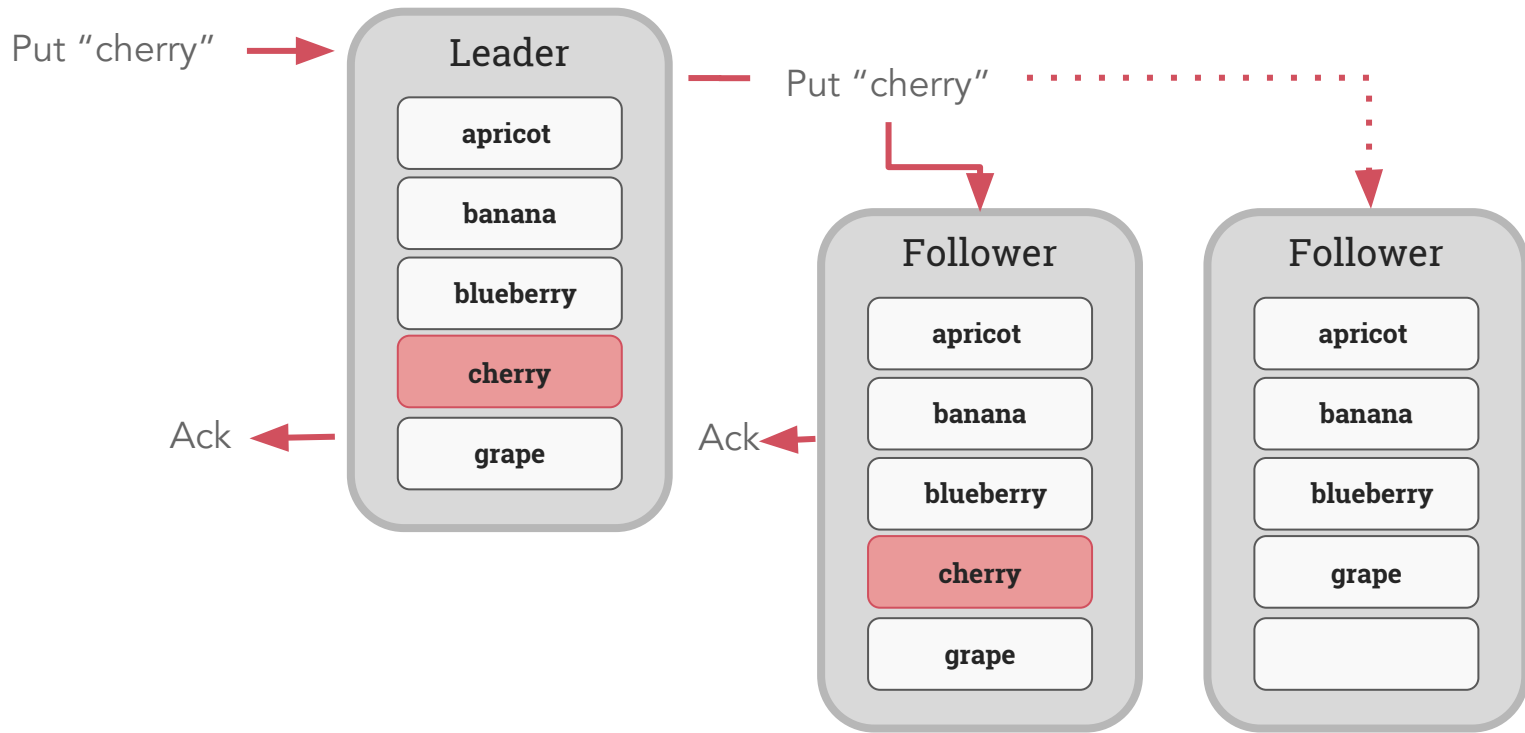 Put “cherry”
Leader
apricot
banana
blueberry
cherry
grape
Ack
Put “cherry”
Follower
apricot
banana
blueberry
cherry
grape
Ack
Follower
apricot
banana
blueberry
grape